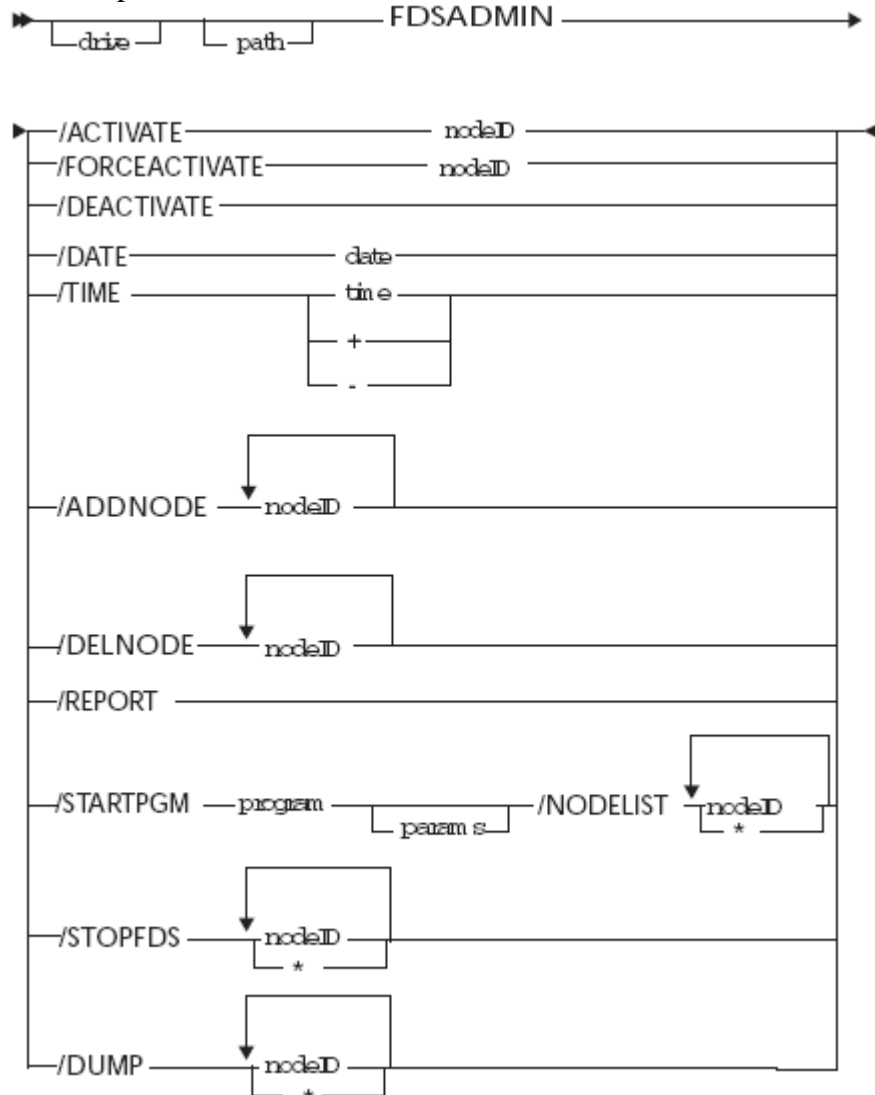 FDSADMIN
drive path
/ACTIVATE nodeID
/FORCEACTIVATE nodeID
/DEACTIVATE
/DATE date
/TIME time
+
-
/ADDNODE nodeID
/DELNODE nodeID
/REPORT
/STARTPGM program /NODELIST nodeID
params *
/STOPFDS nodeID
*
/DUMP nodeID
*